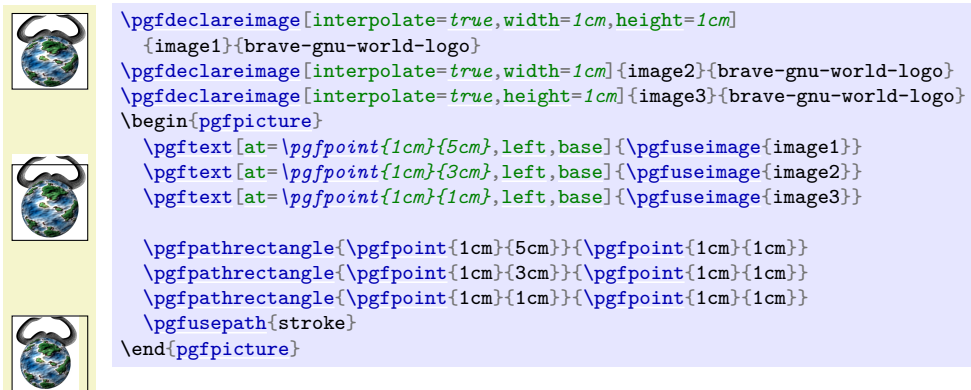 \pgfdeclareimage[interpolate=true,width=1cm,height=1cm]
  {image1}{brave-gnu-world-logo}
\pgfdeclareimage[interpolate=true,width=1cm]{image2}{brave-gnu-world-logo}
\pgfdeclareimage[interpolate=true,height=1cm]{image3}{brave-gnu-world-logo}
\begin{pgfpicture}
  \pgftext[at=\pgfpoint{1cm}{5cm},left,base]{\pgfuseimage{image1}}
  \pgftext[at=\pgfpoint{1cm}{3cm},left,base]{\pgfuseimage{image2}}
  \pgftext[at=\pgfpoint{1cm}{1cm},left,base]{\pgfuseimage{image3}}

  \pgfpathrectangle{\pgfpoint{1cm}{5cm}}{\pgfpoint{1cm}{1cm}}
  \pgfpathrectangle{\pgfpoint{1cm}{3cm}}{\pgfpoint{1cm}{1cm}}
  \pgfpathrectangle{\pgfpoint{1cm}{1cm}}{\pgfpoint{1cm}{1cm}}
  \pgfusepath{stroke}
\end{pgfpicture}